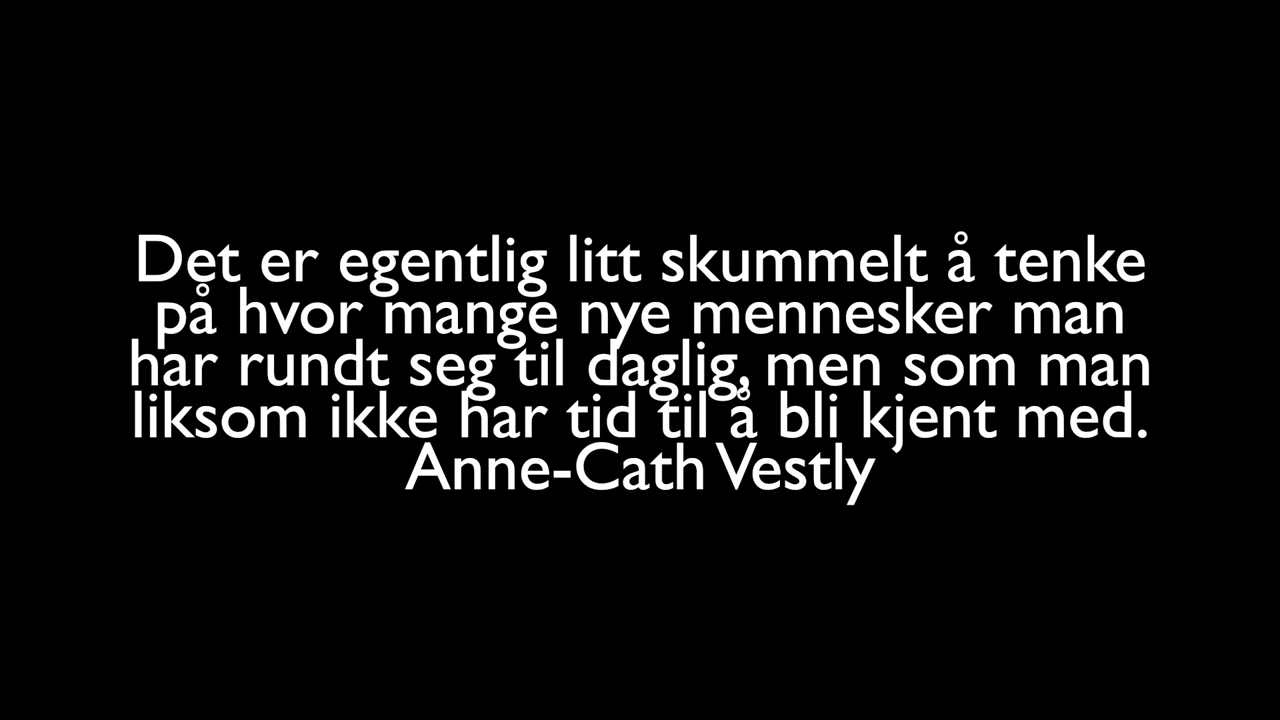 Det er egentlig litt skummelt å tenke
på hvor mange nye mennesker man
har rundt seg til daglig, men som man
liksom ikke har tid til å bli kjent med.
Anne-Cath Vestly